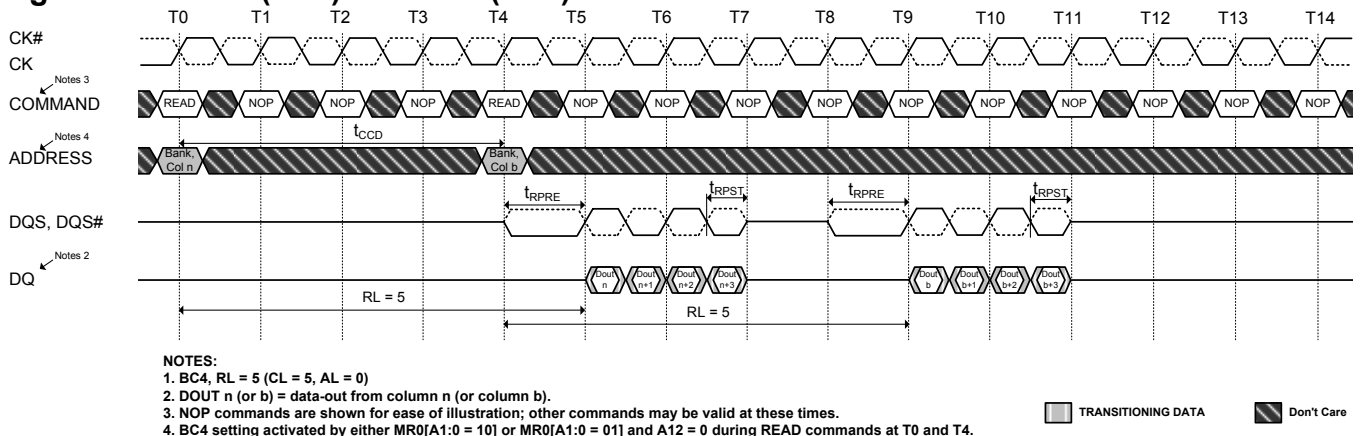 T0 T1 T2 T3 T4 T5 T6 T7 T8 T9 T10 T11 T12 T13 T14
CK#
CK
Notes 3
COMMAND READ NOP NOP NOP READ NOP NOP NOP NOP NOP NOP NOP NOP NOP NOP
tCCD
Notes 4
ADDRESS Bank, Col n Bank, Col b
tRPRE tRPST tRPRE tRPST
DQS, DQS#
Notes 2
DQ Dout n Dout n+1 Dout n+2 Dout n+3 Dout b Dout b+1 Dout b+2 Dout b+3
RL = 5
RL = 5
NOTES:
1. BC4, RL = 5 (CL = 5, AL = 0)
2. DOUT n (or b) = data-out from column n (or column b).
3. NOP commands are shown for ease of illustration; other commands may be valid at these times.
4. BC4 setting activated by either MR0[A1:0 = 10] or MR0[A1:0 = 01] and A12 = 0 during READ commands at T0 and T4.
TRANSITIONING DATA Don't Care